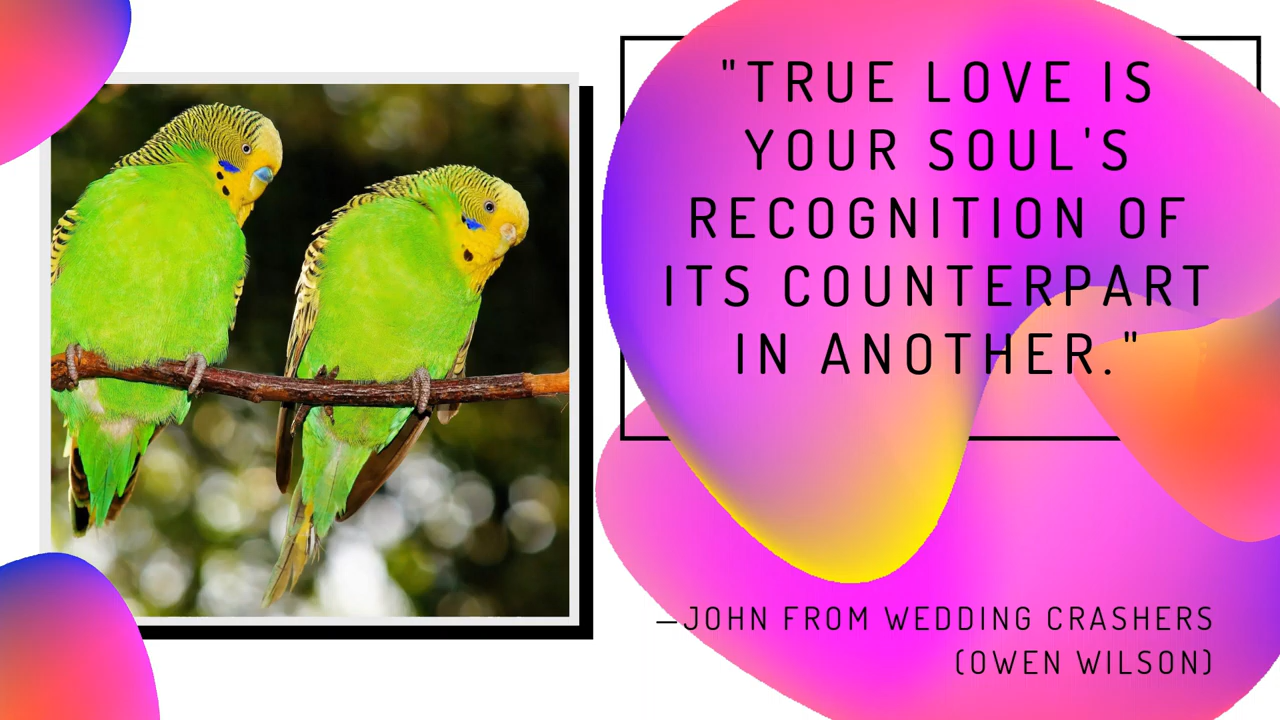 "TRUE LOVE IS
YOUR SOUL'S
RECOGNITION OF
ITS COUNTERPART
IN ANOTHER."
—JOHN FROM WEDDING CRASHERS
(OWEN WILSON)